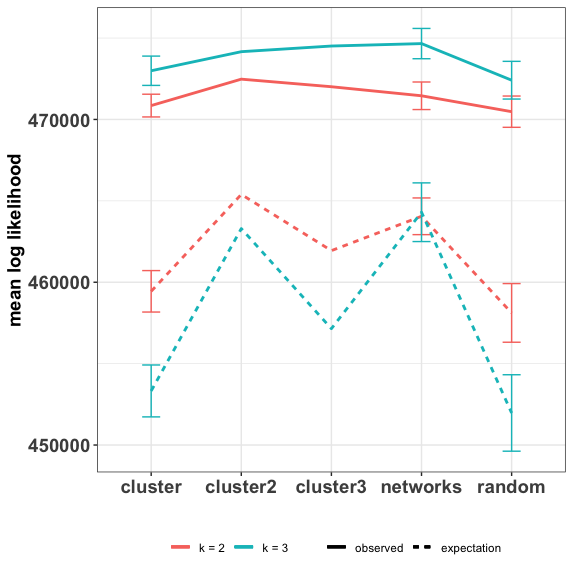 mean log likelihood
470000
460000
450000
cluster cluster2 cluster3 networks random
k = 2 k = 3 observed expectation